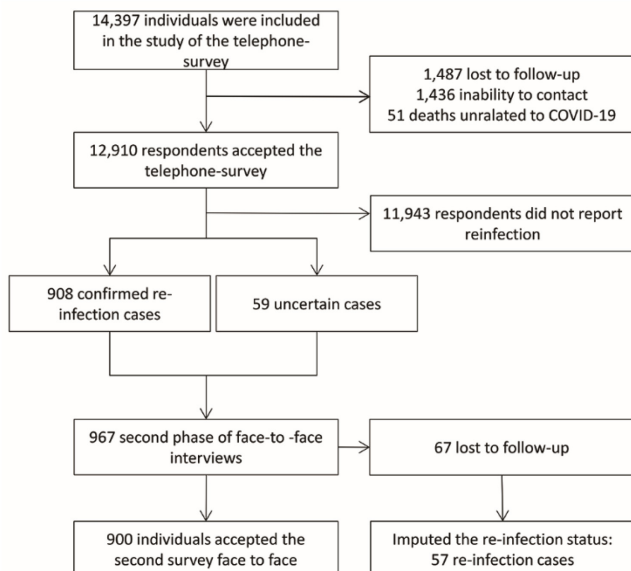 14,397 individuals were included
in the study of the telephone-
survey
1,487 lost to follow-up
1,436 inability to contact
51 deaths unralated to COVID-19
12,910 respondents accepted the
telephone-survey
11,943 respondents did not report
reinfection
908 confirmed re-
infection cases
59 uncertain cases
967 second phase of face-to -face
interviews
67 lost to follow-up
900 individuals accepted the
second survey face to face
Imputed the re-infection status:
57 re-infection cases